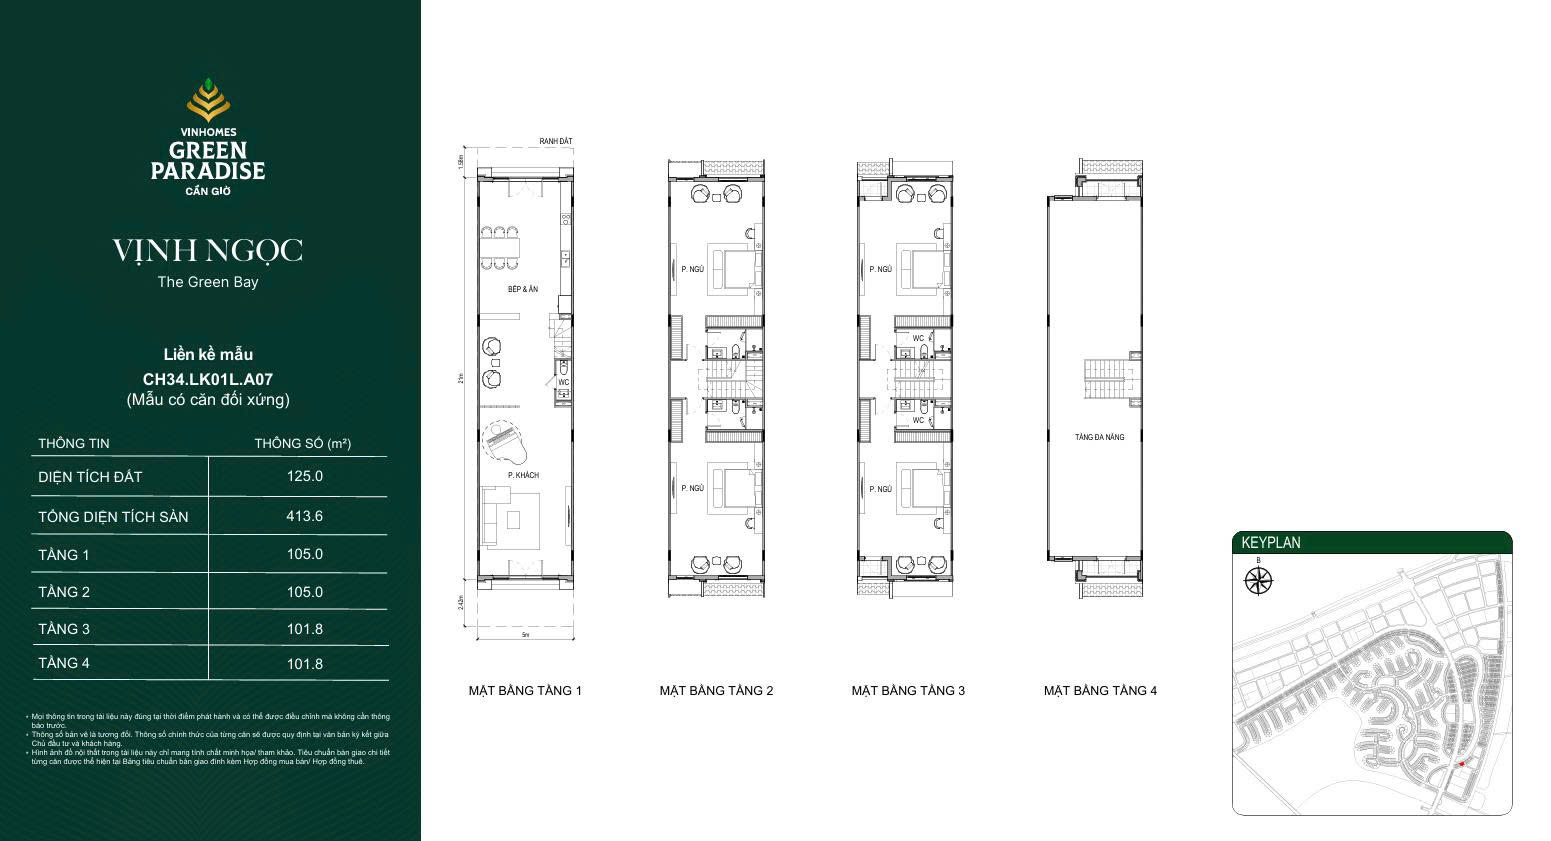 VINHOMES
GREEN
PARADISE
CẦN GIỜ
VỊNH NGỌC
The Green Bay
Liền kề mẫu
CH34.LK01L.A07
(Mẫu có căn đối xứng)
THÔNG TIN THÔNG SỐ (m²)
DIỆN TÍCH ĐẤT 125.0
TỔNG DIỆN TÍCH SÀN 413.6
TẦNG 1 105.0
TẦNG 2 105.0
TẦNG 3 101.8
TẦNG 4 101.8
• Mọi thông tin trong tài liệu này đúng tại thời điểm phát hành và có thể được điều chỉnh mà không cần thông
báo trước.
• Thông số bản vẽ là tương đối. Thông số chính thức của từng căn sẽ được quy định tại văn bản ký kết giữa
Chủ đầu tư và khách hàng.
• Hình ảnh đồ nội thất trong tài liệu này chỉ mang tính chất minh họa/ tham khảo. Tiêu chuẩn bàn giao chi tiết
từng căn được thể hiện tại Bảng tiêu chuẩn bàn giao đính kèm Hợp đồng mua bán/ Hợp đồng thuê.
RANH ĐẤT
1.58m
21m
2.42m
5m
BẾP & ĂN
WC
P. KHÁCH
MẶT BẰNG TẦNG 1
P. NGỦ
P. NGỦ
MẶT BẰNG TẦNG 2
P. NGỦ
WC
WC
P. NGỦ
MẶT BẰNG TẦNG 3
TẦNG ĐA NĂNG
MẶT BẰNG TẦNG 4
KEYPLAN
B